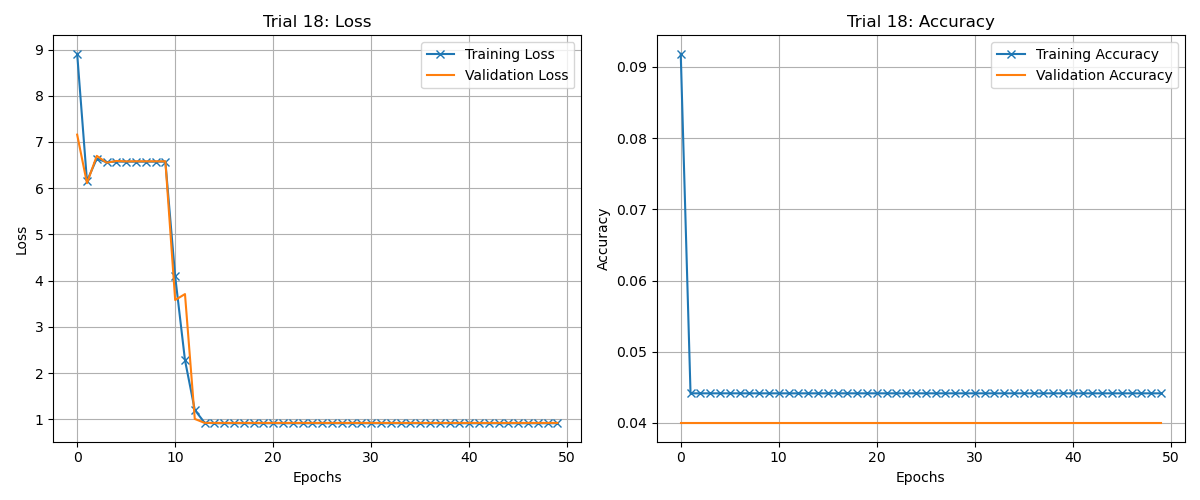 Trial 18: Loss
Training Loss
Validation Loss
9
8
7
6
5
4
3
2
1
Loss
0 10 20 30 40 50
Epochs
Trial 18: Accuracy
Training Accuracy
Validation Accuracy
0.09
0.08
0.07
0.06
0.05
0.04
Accuracy
0 10 20 30 40 50
Epochs